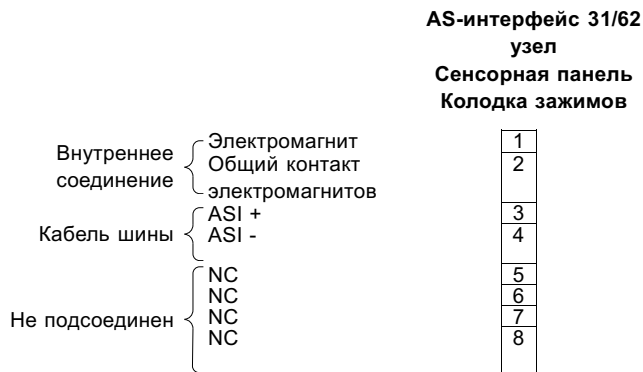 AS-интерфейс 31/62
узел
Сенсорная панель
Колодка зажимов
Внутреннее
соединение
Электромагнит
Общий контакт
электромагнитов
1
2
Кабель шины
ASI +
ASI -
3
4
Не подсоединен
NC
NC
NC
NC
5
6
7
8